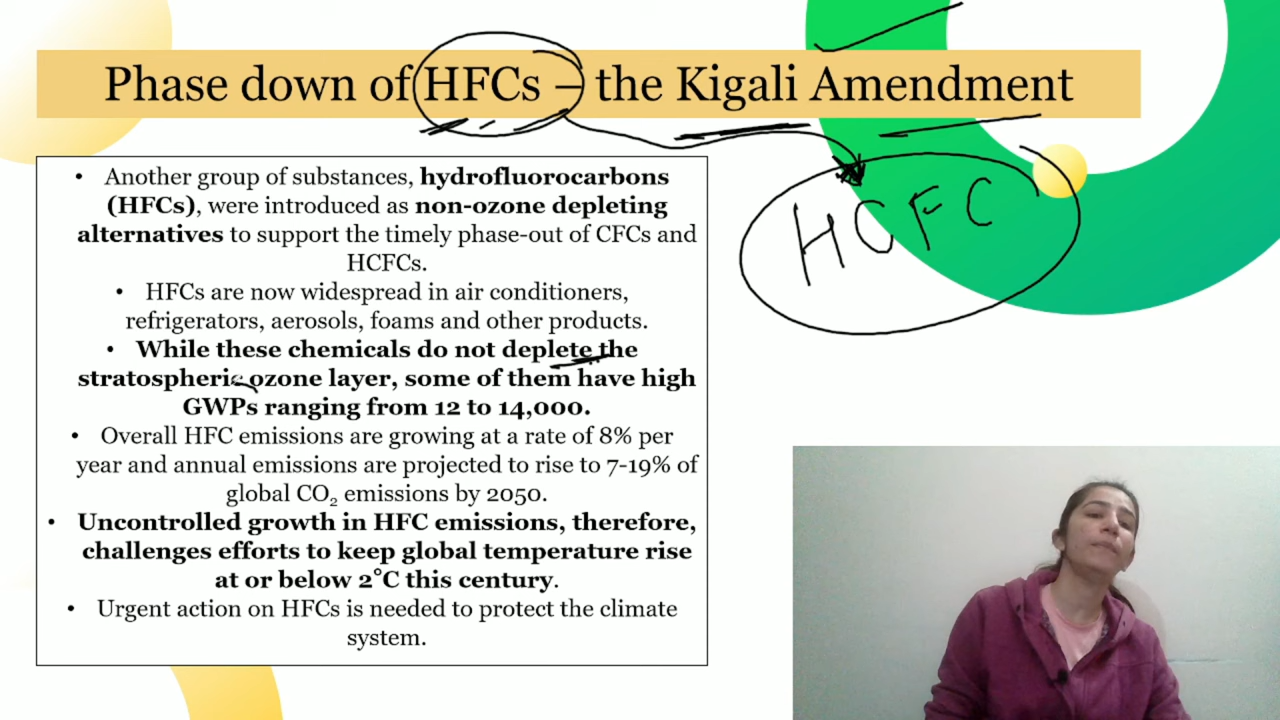 Phase down of HFCs – the Kigali Amendment
HCFC
• Another group of substances, hydrofluorocarbons
(HFCs), were introduced as non-ozone depleting
alternatives to support the timely phase-out of CFCs and
HCFCs.
• HFCs are now widespread in air conditioners,
refrigerators, aerosols, foams and other products.
• While these chemicals do not deplete the
stratospheric ozone layer, some of them have high
GWPs ranging from 12 to 14,000.
• Overall HFC emissions are growing at a rate of 8% per
year and annual emissions are projected to rise to 7-19% of
global CO₂ emissions by 2050.
• Uncontrolled growth in HFC emissions, therefore,
challenges efforts to keep global temperature rise
at or below 2°C this century.
• Urgent action on HFCs is needed to protect the climate
system.